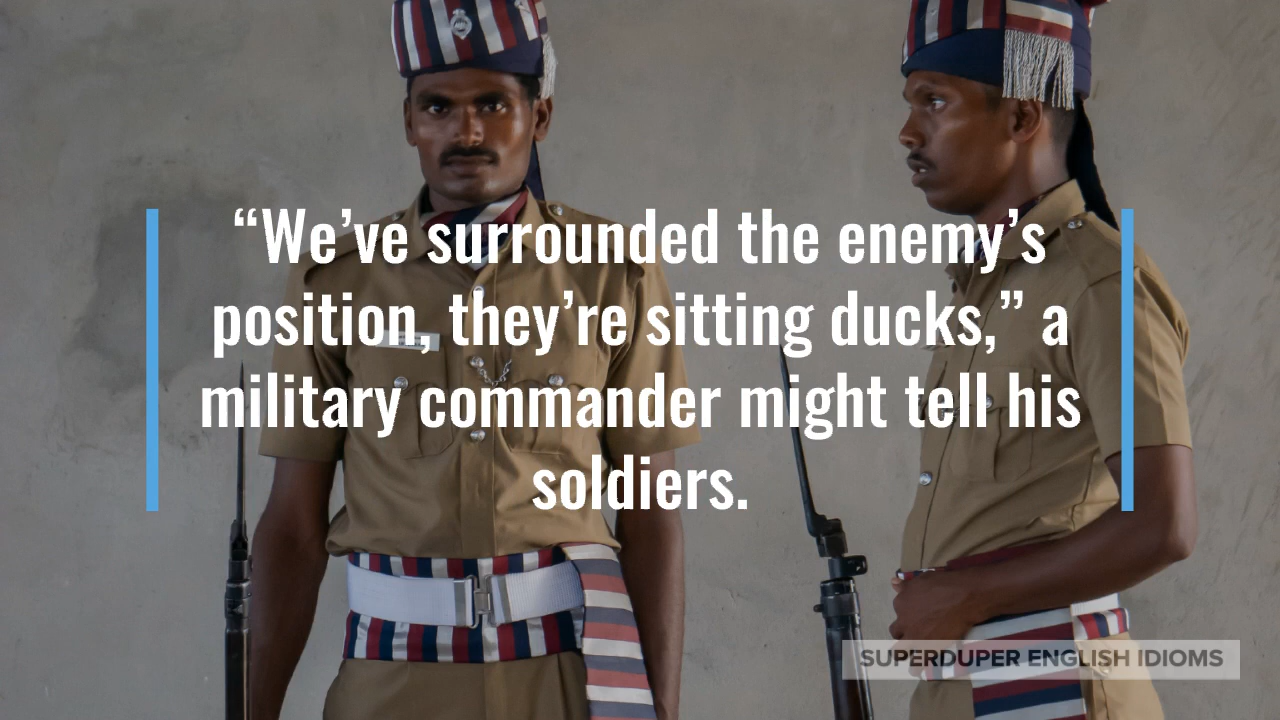 “We’ve surrounded the enemy’s
position, they’re sitting ducks,” a
military commander might tell his
soldiers.
SUPERDUPER ENGLISH IDIOMS